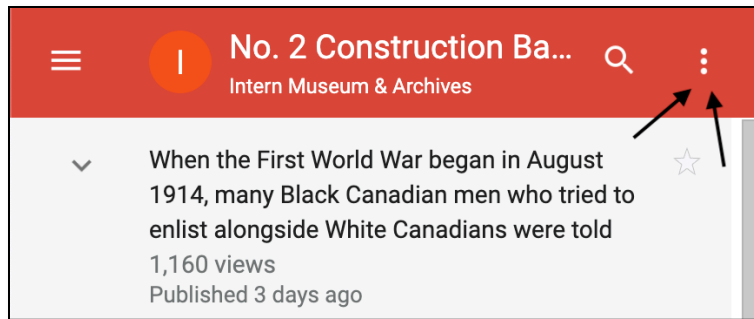 I
No. 2 Construction Ba...
Intern Museum & Archives
When the First World War began in August
1914, many Black Canadian men who tried to
enlist alongside White Canadians were told
1,160 views
Published 3 days ago